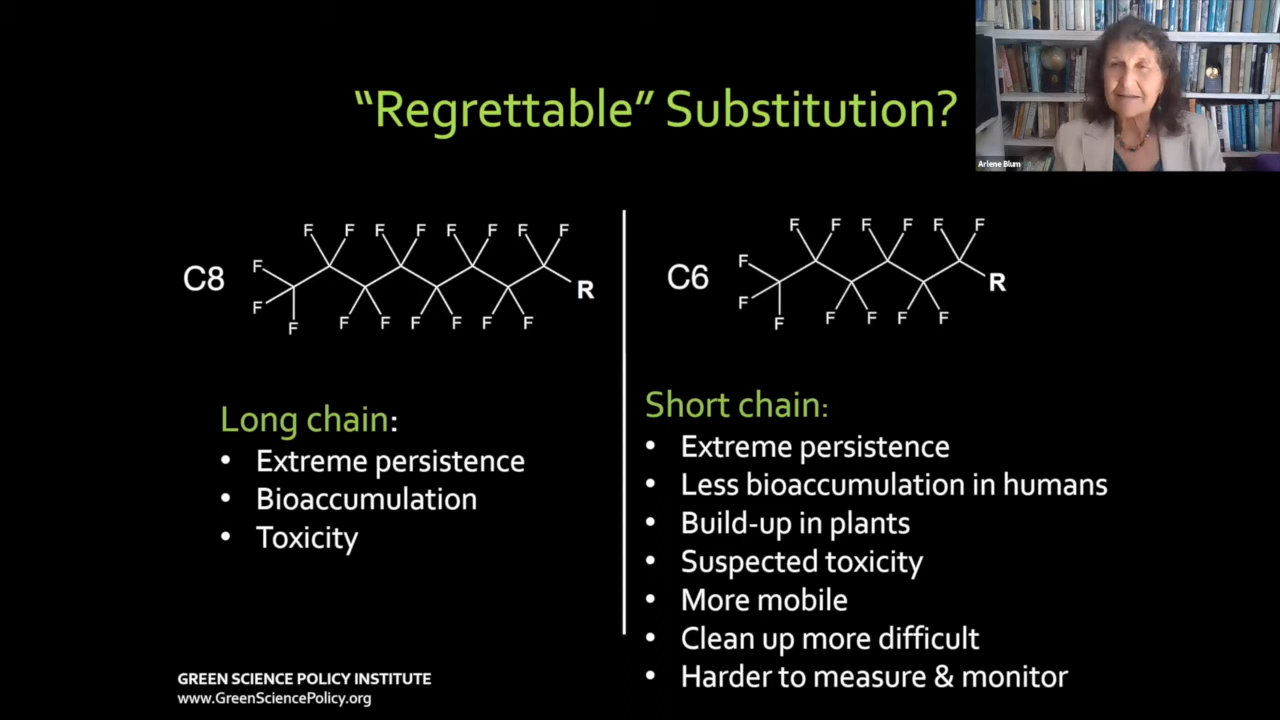 "Regrettable" Substitution?
Arlene Blum
F F F F F F F F
F
C8
R
F
F F F F F F
F
Long chain:
• Extreme persistence
• Bioaccumulation
• Toxicity
F F F F F F
F
C6
R
F
F F F F
F
Short chain:
• Extreme persistence
• Less bioaccumulation in humans
• Build-up in plants
• Suspected toxicity
• More mobile
• Clean up more difficult
• Harder to measure & monitor
GREEN SCIENCE POLICY INSTITUTE
www.GreenSciencePolicy.org